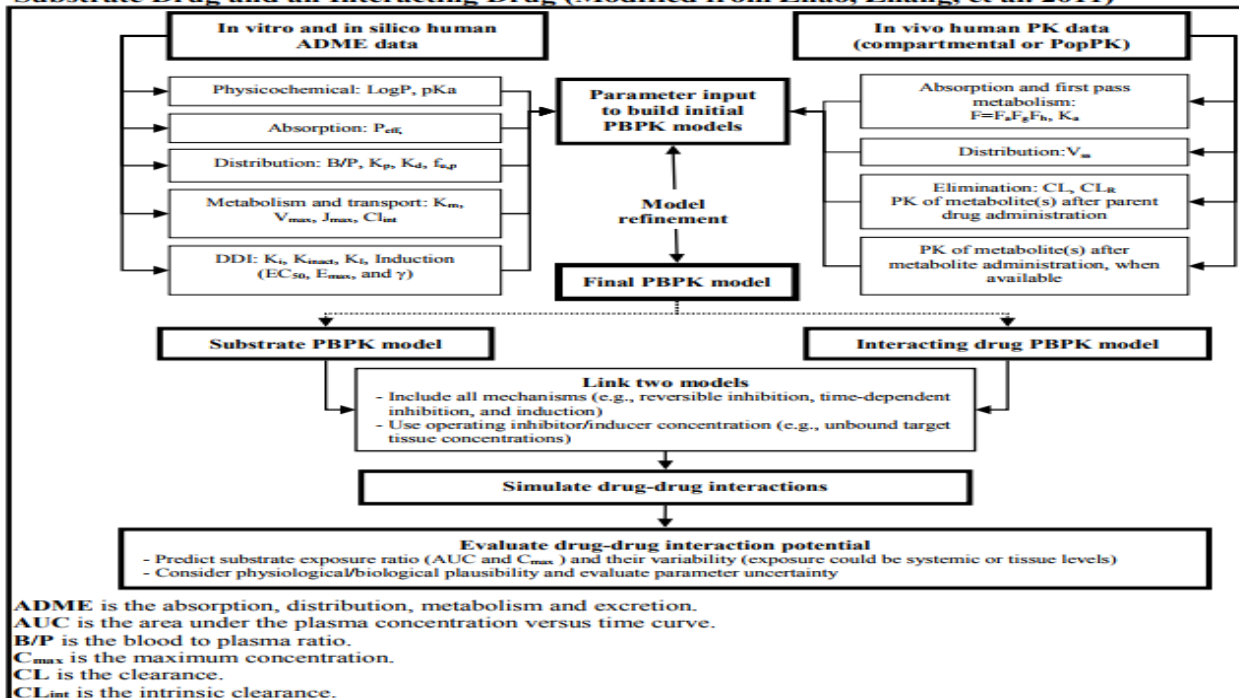 Substrate Drug and an Interacting Drug (Modified from Zhao, Zhang, et al. 2011)
In vitro and in silico human
ADME data
In vivo human PK data
(compartmental or PopPK)
Physicochemical: LogP, pKa
Absorption: Peff,
Distribution: B/P, Kp, Kd, fu,p
Metabolism and transport: Km,
Vmax, Jmax, Clint
DDI: Ki, Kinact, KI, Induction
(EC50, Emax, and γ)
Parameter input
to build initial
PBPK models
Absorption and first pass
metabolism:
F=FaFgFh, Ka
Distribution:Vss
Elimination: CL, CLR
PK of metabolite(s) after parent
drug administration
PK of metabolite(s) after
metabolite administration, when
available
Model
refinement
Final PBPK model
Substrate PBPK model
Interacting drug PBPK model
Link two models
- Include all mechanisms (e.g., reversible inhibition, time-dependent
inhibition, and induction)
- Use operating inhibitor/inducer concentration (e.g., unbound target
tissue concentrations)
Simulate drug-drug interactions
Evaluate drug-drug interaction potential
- Predict substrate exposure ratio (AUC and Cmax ) and their variability (exposure could be systemic or tissue levels)
- Consider physiological/biological plausibility and evaluate parameter uncertainty
ADME is the absorption, distribution, metabolism and excretion.
AUC is the area under the plasma concentration versus time curve.
B/P is the blood to plasma ratio.
Cmax is the maximum concentration.
CL is the clearance.
CLint is the intrinsic clearance.